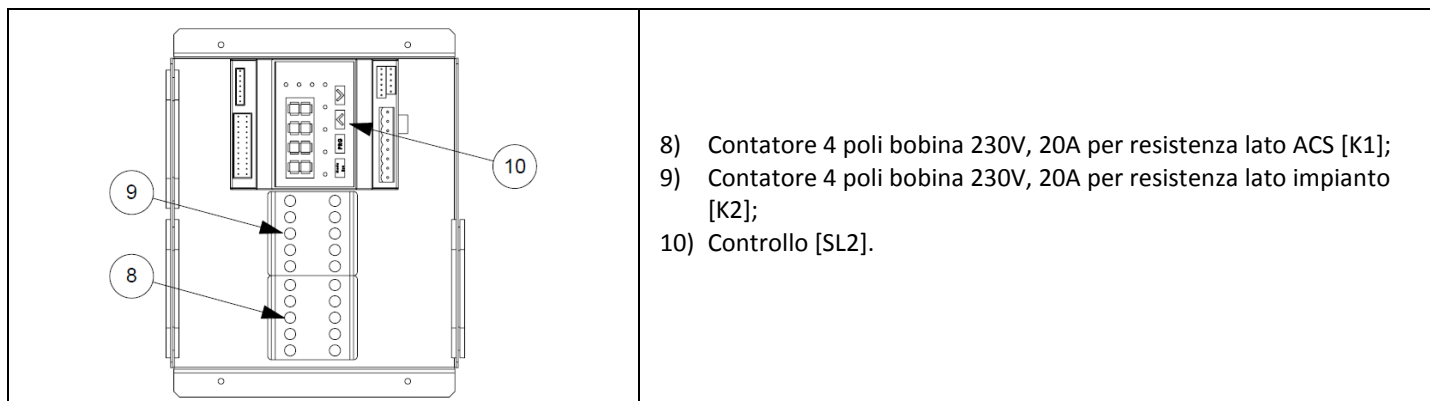 PRG
10
9
8
8) Contatore 4 poli bobina 230V, 20A per resistenza lato ACS [K1];
9) Contatore 4 poli bobina 230V, 20A per resistenza lato impianto
[K2];
10) Controllo [SL2].